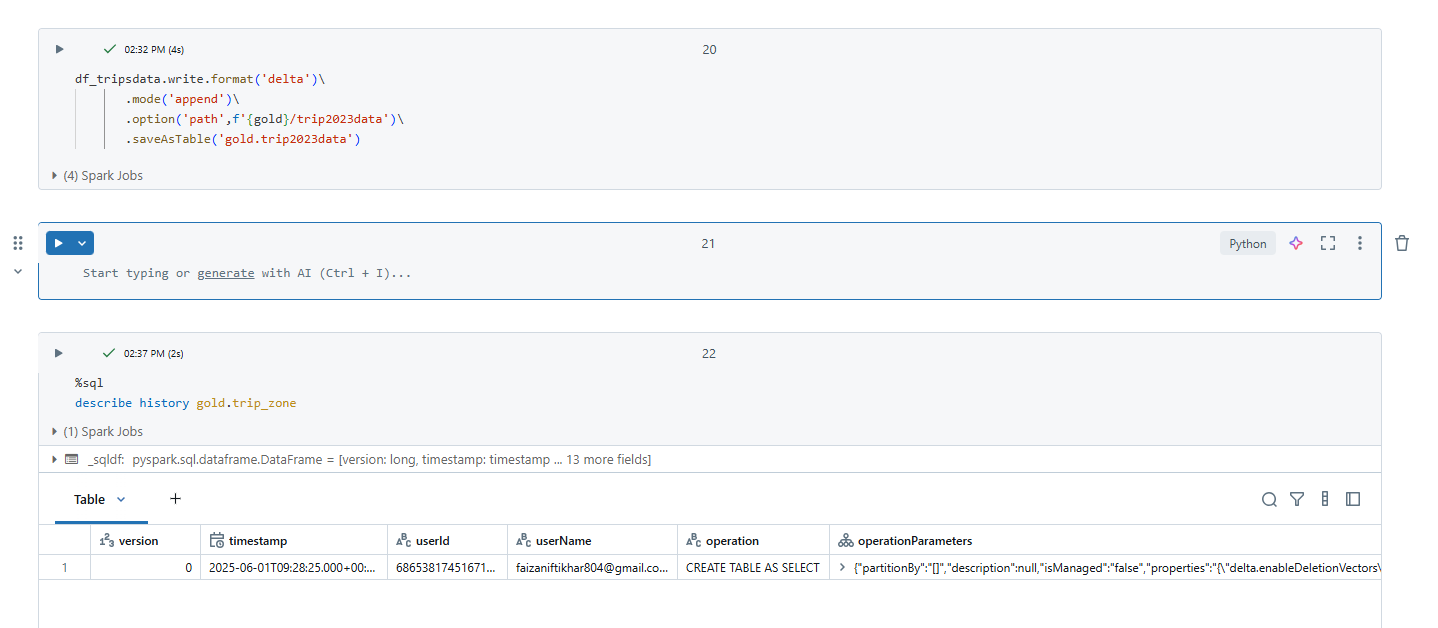 02:32 PM (4s)
20
df_tripsdata.write.format('delta')\
.mode('append')\
.option('path',f'{gold}/trip2023data')\
.saveAsTable('gold.trip2023data')
(4) Spark Jobs
21
Python
Start typing or generate with AI (Ctrl + I)...
02:37 PM (2s)
22
%sql
describe history gold.trip_zone
(1) Spark Jobs
_sqldf: pyspark.sql.dataframe.DataFrame = [version: long, timestamp: timestamp ... 13 more fields]
Table +
version timestamp userId userName operation operationParameters
1 0 2025-06-01T09:28:25.000+00:... 68653817451671... faizaniftikhar804@gmail.co... CREATE TABLE AS SELECT {"partitionBy":"[]","description":null,"isManaged":"false","properties":"{\"delta.enableDeletionVectors\